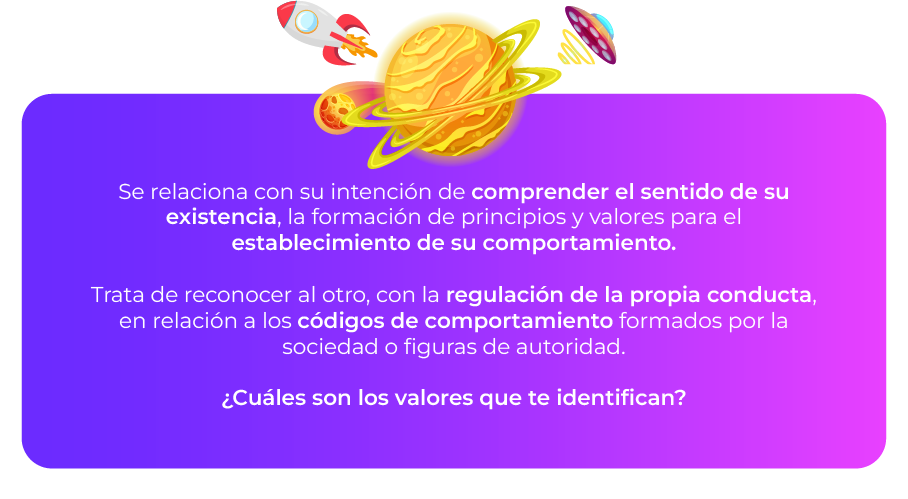 Se relaciona con su intención de comprender el sentido de su
existencia, la formación de principios y valores para el
establecimiento de su comportamiento.
Trata de reconocer al otro, con la regulación de la propia conducta,
en relación a los códigos de comportamiento formados por la
sociedad o figuras de autoridad.
¿Cuáles son los valores que te identifican?